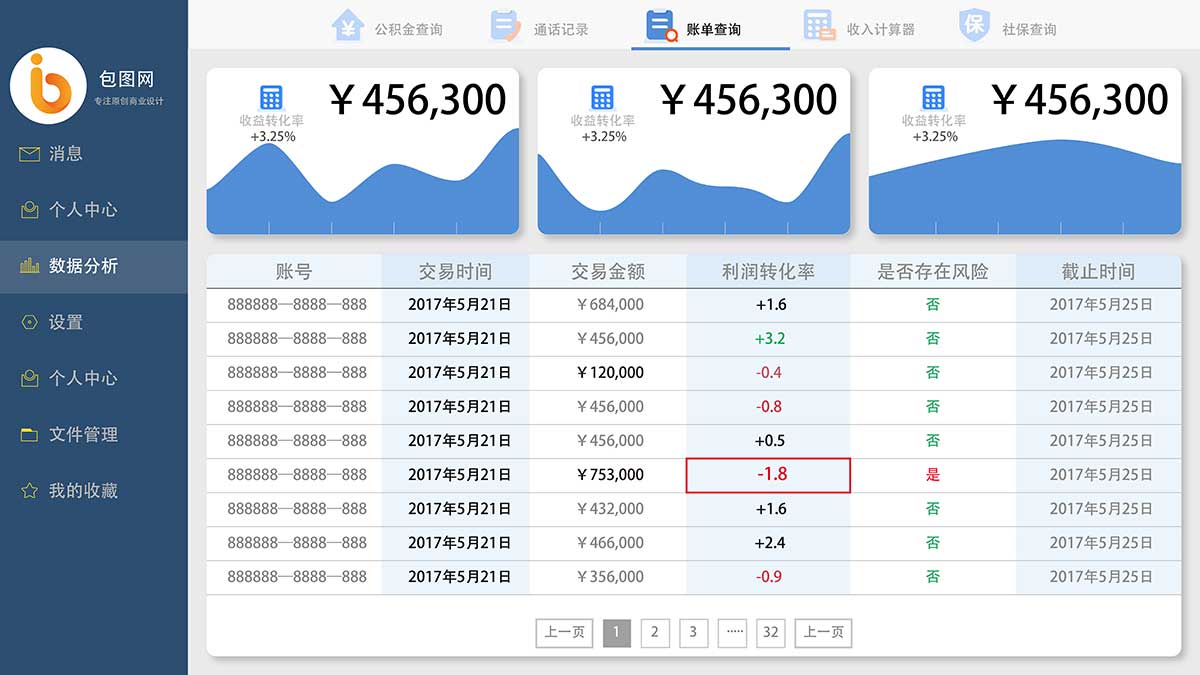 包图网
专注原创商业设计
消息
个人中心
数据分析
设置
个人中心
文件管理
我的收藏
公积金查询 通话记录 账单查询 收入计算器 保 社保查询
¥456,300
收益转化率
+3.25%
¥456,300
收益转化率
+3.25%
¥456,300
收益转化率
+3.25%
账号 交易时间 交易金额 利润转化率 是否存在风险 截止时间
888888—8888—888 2017年5月21日 ¥684,000 +1.6 否 2017年5月25日
888888—8888—888 2017年5月21日 ¥456,000 +3.2 否 2017年5月25日
888888—8888—888 2017年5月21日 ¥120,000 -0.4 否 2017年5月25日
888888—8888—888 2017年5月21日 ¥456,000 -0.8 否 2017年5月25日
888888—8888—888 2017年5月21日 ¥456,000 +0.5 否 2017年5月25日
888888—8888—888 2017年5月21日 ¥753,000 -1.8 是 2017年5月25日
888888—8888—888 2017年5月21日 ¥432,000 +1.6 否 2017年5月25日
888888—8888—888 2017年5月21日 ¥466,000 +2.4 否 2017年5月25日
888888—8888—888 2017年5月21日 ¥356,000 -0.9 否 2017年5月25日
上一页 1 2 3 ····· 32 上一页